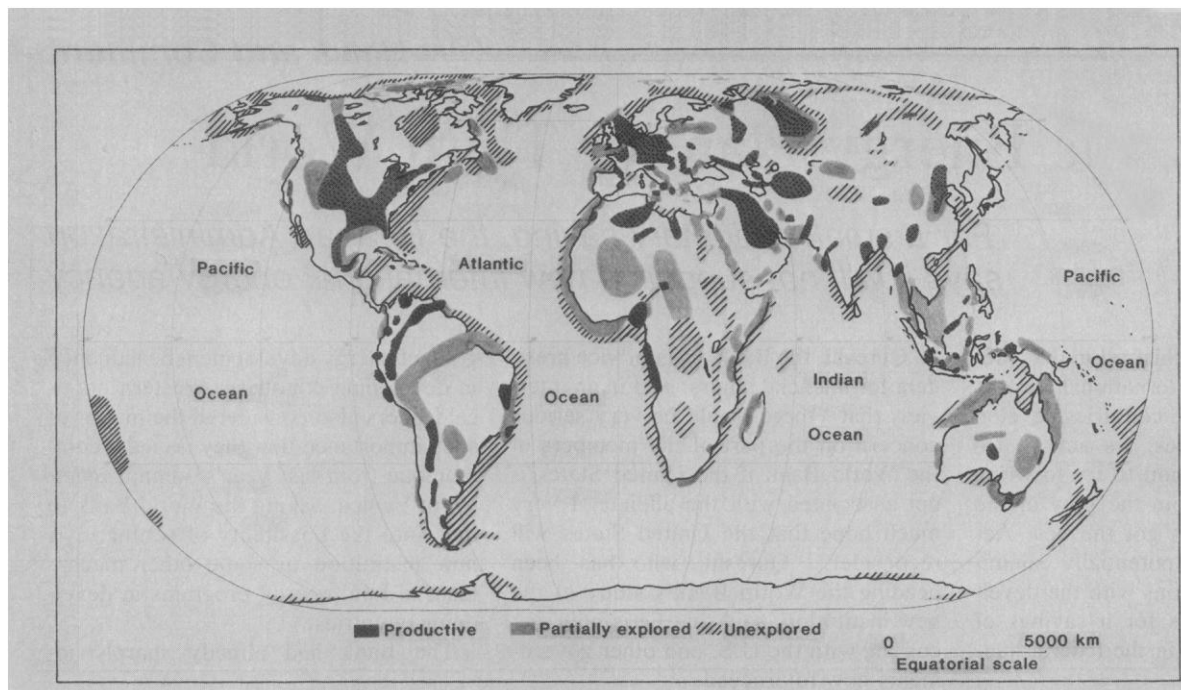 Pacific
Atlantic
Pacific
Ocean
Ocean
Indian
Ocean
Ocean
Productive
Partially explored
Unexplored
0 5000 km
Equatorial scale